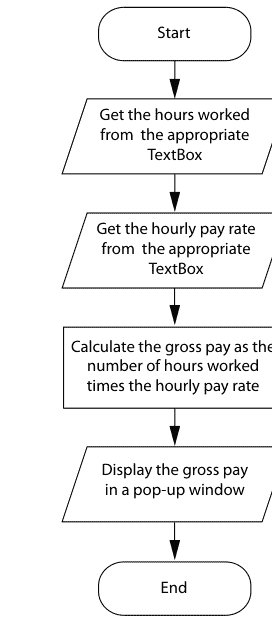 Start
Get the hours worked
from the appropriate
TextBox
Get the hourly pay rate
from the appropriate
TextBox
Calculate the gross pay as the
number of hours worked
times the hourly pay rate
Display the gross pay
in a pop-up window
End